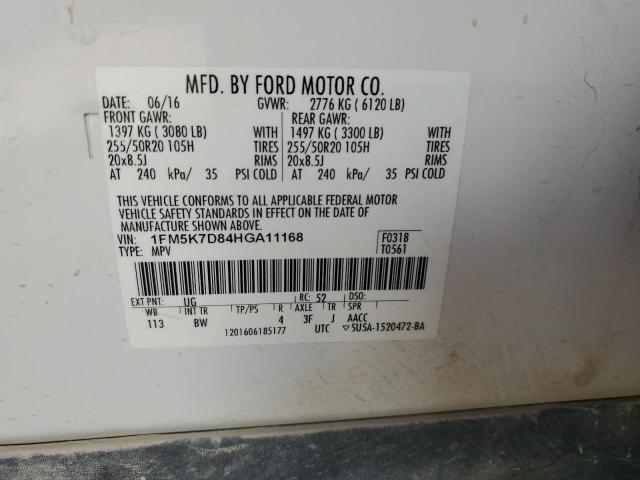 MFD. BY FORD MOTOR CO.
DATE: 06/16 GVWR: 2776 KG ( 6120 LB)
FRONT GAWR: REAR GAWR:
1397 KG ( 3080 LB) WITH 1497 KG ( 3300 LB) WITH
255/50R20 105H TIRES 255/50R20 105H TIRES
20x8.5J RIMS 20x8.5J RIMS
AT 240 kPa/ 35 PSI COLD AT 240 kPa/ 35 PSI COLD
THIS VEHICLE CONFORMS TO ALL APPLICABLE FEDERAL MOTOR
VEHICLE SAFETY STANDARDS IN EFFECT ON THE DATE OF
MANUFACTURE SHOWN ABOVE.
VIN: 1FM5K7D84HGA11168 F0318
TYPE: MPV T0561
EXT PNT: UG RC: 52 DSO:
WB INT TR TP/PS R AXLE TR SPR
113 BW 4 3F J AACC
1201606185177 UTC ▽5U5A-1520472-BA